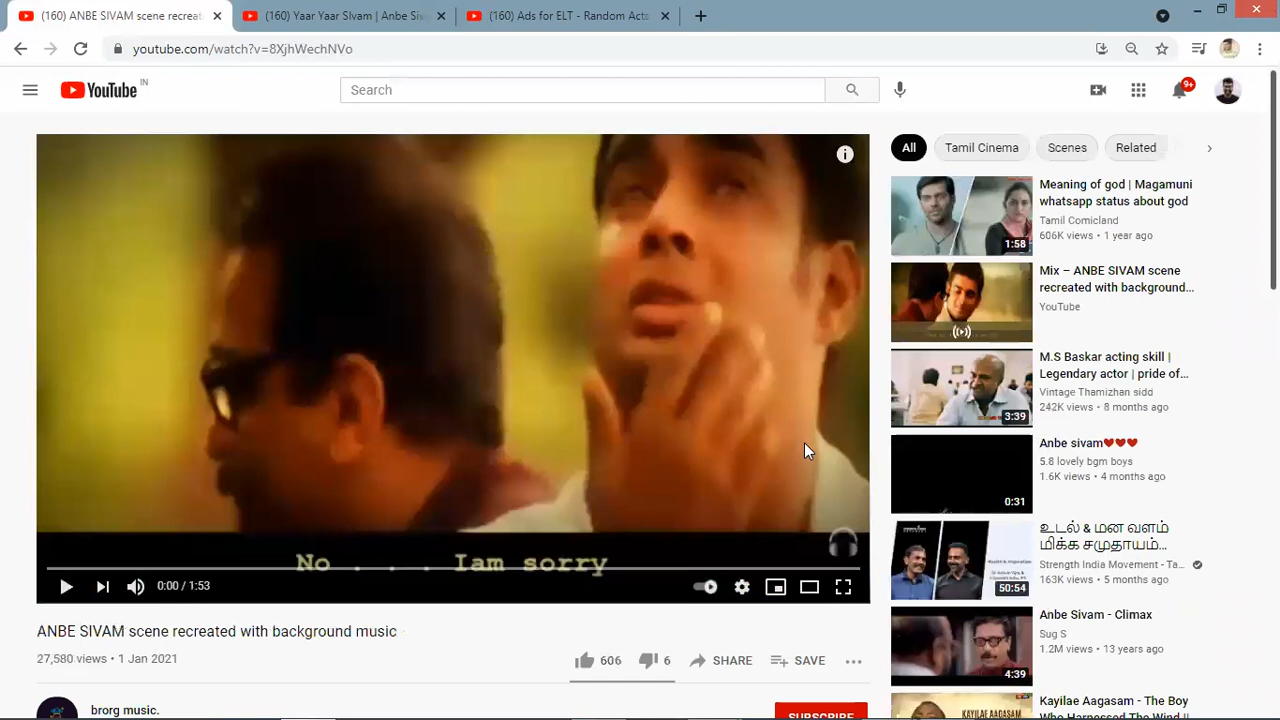 (160) ANBE SIVAM scene recreat
(160) Yaar Yaar SIvam | Anbe Siv
(160) Ads for ELT - Random Acts
youtube.com/watch?v=8XjhWechNVo
YouTube IN
Search
9+
All
Tamil Cinema
Scenes
Related
No . . . . . Iam sorry
0:00 / 1:53
ANBE SIVAM scene recreated with background music
27,580 views • 1 Jan 2021
606
6
SHARE
SAVE
brorg music.
SUBSCRIBE
Meaning of god | Magamuni
whatsapp status about god
Tamil Comicland
606K views • 1 year ago
1:58
Mix – ANBE SIVAM scene
recreated with background...
YouTube
M.S Baskar acting skill |
Legendary actor | pride of...
Vintage Thamizhan sidd
242K views • 8 months ago
3:39
Anbe sivam❤❤❤
5.8 lovely bgm boys
1.6K views • 4 months ago
0:31
உடல் & மன வளம்
மிக்க சமுதாயம்...
Strength India Movement - Ta...
163K views • 5 months ago
50:54
Anbe Sivam - Climax
Sug S
1.2M views • 13 years ago
4:39
Kayilae Aagasam - The Boy
Who Harnessed The Wind ||
KAYILAE AAGASAM